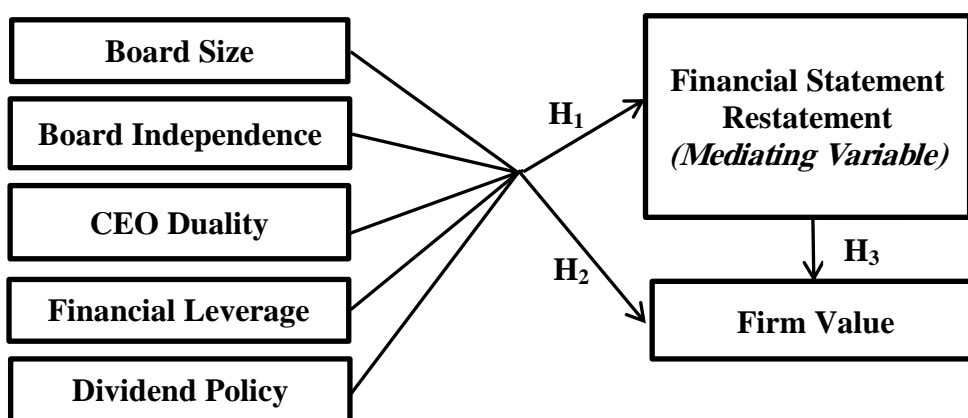 Board Size
Board Independence
CEO Duality
Financial Leverage
Dividend Policy
H₁
H₂
Financial Statement
Restatement
(Mediating Variable)
H₃
Firm Value